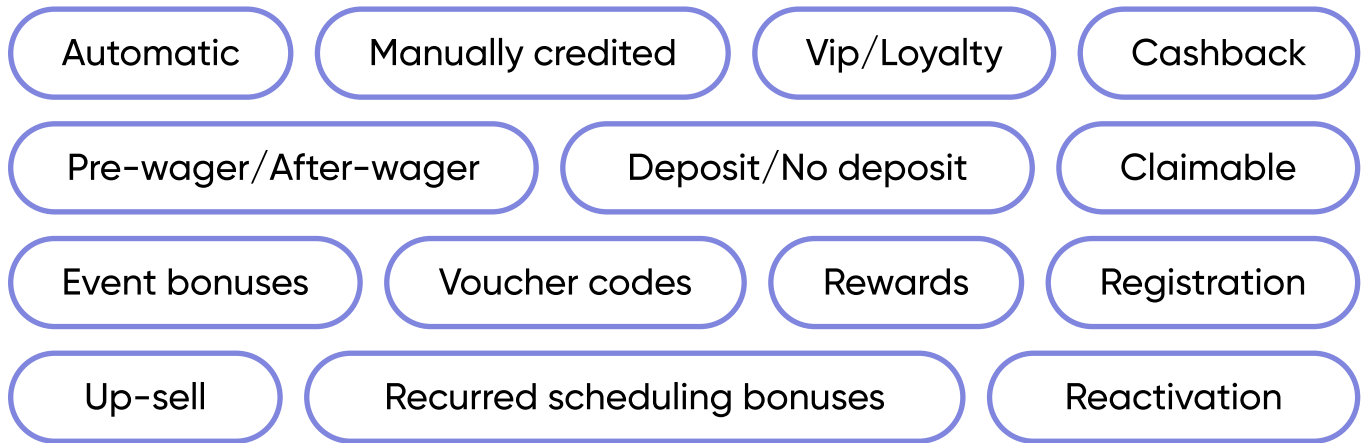 Automatic Manually credited Vip/Loyalty Cashback
Pre-wager/After-wager Deposit/No deposit Claimable
Event bonuses Voucher codes Rewards Registration
Up-sell Recurred scheduling bonuses Reactivation